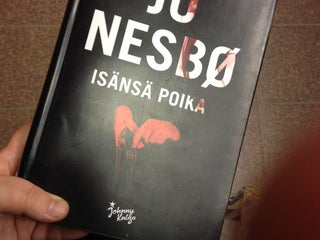 JO
NESBØ
ISÄNSÄ POIKA
Johnny
Kniga